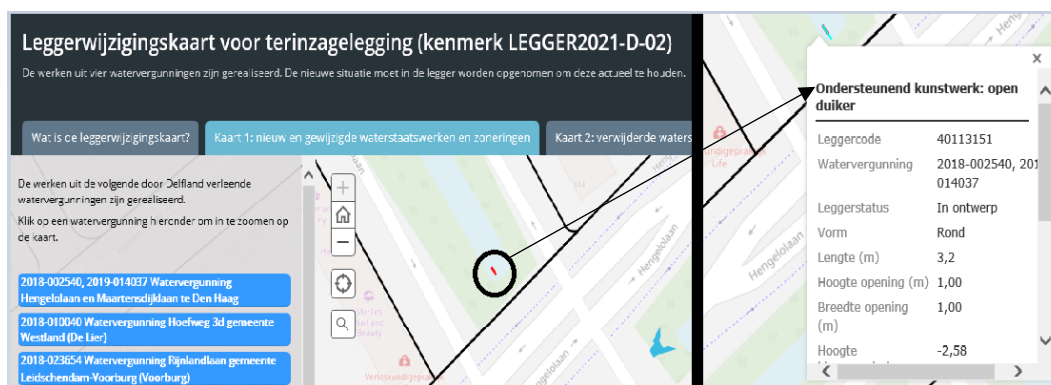 Leggerwijzigingskaart voor terinzagelegging (kenmerk LEGGER2021-D-02)
De werken uit vier watervergunningen zijn gerealiseerd. De nieuwe situatie moet in de legger worden opgenomen om deze actueel te houden.
Wat is de leggerwijzigingskaart?
Kaart 1: nieuw en gewijzigde waterstaatswerken en zoneringen
Kaart 2: verwijderde waters
De werken uit de volgende door Delfland verleende
watervergunningen zijn gerealiseerd.
Klik op een watervergunning hieronder om in te zoomen op
de kaart.
2018-002540, 2019-014037 Watervergunning
Hengelolaan en Maartensdijklaan te Den Haag
2018-010040 Watervergunning Hoefweg 3d gemeente
Westland (De Lier)
2018-023654 Watervergunning Rijnlandlaan gemeente
Leidschendam-Voorburg (Voorburg)
344
Hengelolaan
and
Beauty
Verloskundigeprak
Life
Hengelolaan
Heng
x
Ondersteunend kunstwerk: open
duiker
Leggercode 40113151
Watervergunning 2018-002540, 201
014037
Leggerstatus In ontwerp
Vorm Rond
Lengte (m) 3,2
Hoogte opening (m) 1,00
Breedte opening 1,00
(m)
Hoogte -2,58